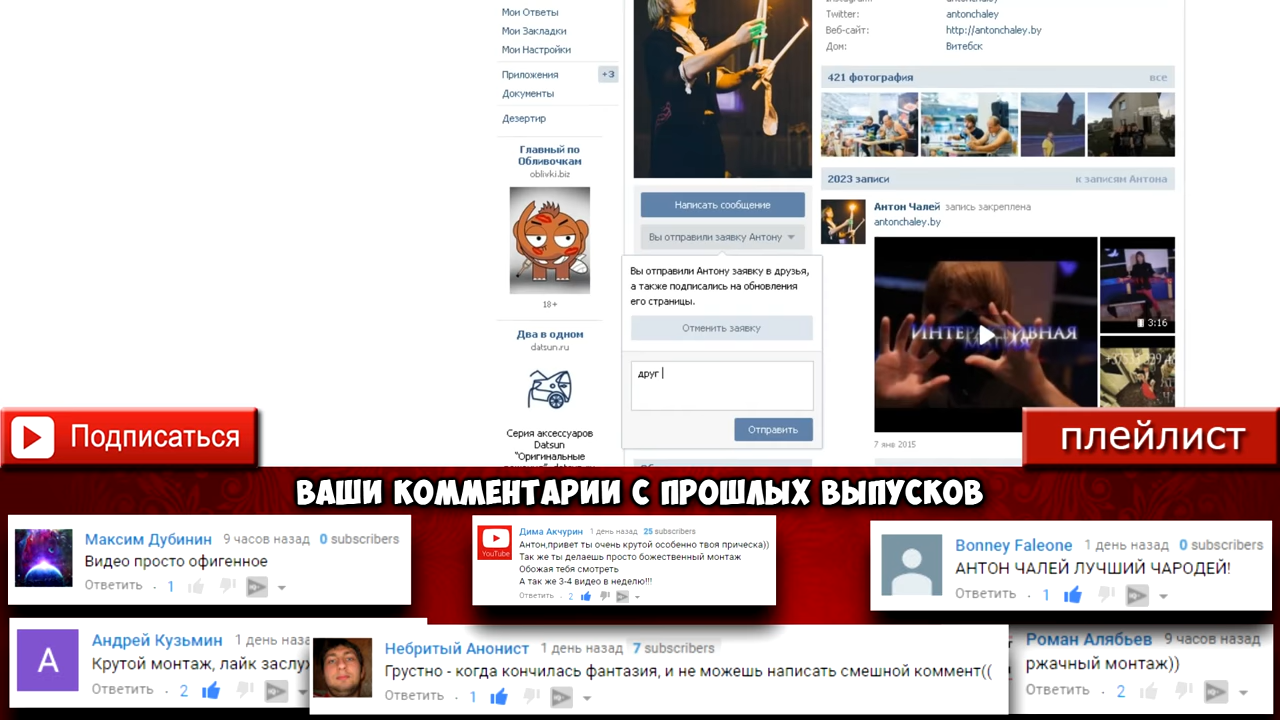 Мои Ответы
Мои Закладки
Мои Настройки
Приложения +3
Документы
Дезертир
Главный по
Обливочкам
oblivki.biz
18+
Два в одном
datsun.ru
Серия аксессуаров
Datsun
"Оригинальные
Написать сообщение
Вы отправили заявку Антону
Вы отправили Антону заявку в друзья,
а также подписались на обновления
его страницы.
Отменить заявку
друг
Отправить
Twitter: antonchaley
Веб-сайт: http://antonchaley.by
Дом: Витебск
421 фотография все
2023 записи к записям Антона
Антон Чалей запись закреплена
antonchaley.by
ИНТЕРАКТИВНАЯ
МАГИЯ
3:16
7 янв 2015
Подписаться
плейлист
ВАШИ КОММЕНТАРИИ С ПРОШЛЫХ ВЫПУСКОВ
Максим Дубинин 9 часов назад 0 subscribers
Видео просто офигенное
Ответить · 1
YouTube
Дима Акчурин 1 день назад 25 subscribers
Антон,привет ты очень крутой особенно твоя прическа))
Так же ты делаешь просто божественный монтаж
Обожая тебя смотреть
А так же 3-4 видео в неделю!!!
Ответить · 2
Bonney Faleone 1 день назад 0 subscribers
АНТОН ЧАЛЕЙ ЛУЧШИЙ ЧАРОДЕЙ!
Ответить · 1
А
Андрей Кузьмин 1 день наза
Крутой монтаж, лайк заслу
Ответить · 2
Небритый Анонист 1 день назад 7 subscribers
Грустно - когда кончилась фантазия, и не можешь написать смешной коммент((
Ответить · 1
Роман Алябьев 9 часов назад
ржачный монтаж))
Ответить · 2